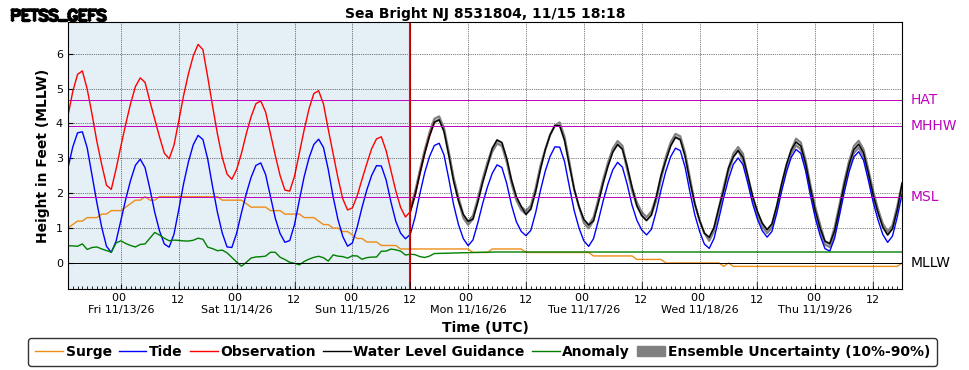 PETSS_GEFS
Sea Bright NJ 8531804, 11/15 18:18
Height in Feet (MLLW)
6
5
4
3
2
1
0
HAT
MHHW
MSL
MLLW
00 12 00 12 00 12 00 12 00 12 00 12 00 12
Fri 11/13/26 Sat 11/14/26 Sun 11/15/26 Mon 11/16/26 Tue 11/17/26 Wed 11/18/26 Thu 11/19/26
Time (UTC)
Surge Tide Observation Water Level Guidance Anomaly Ensemble Uncertainty (10%-90%)